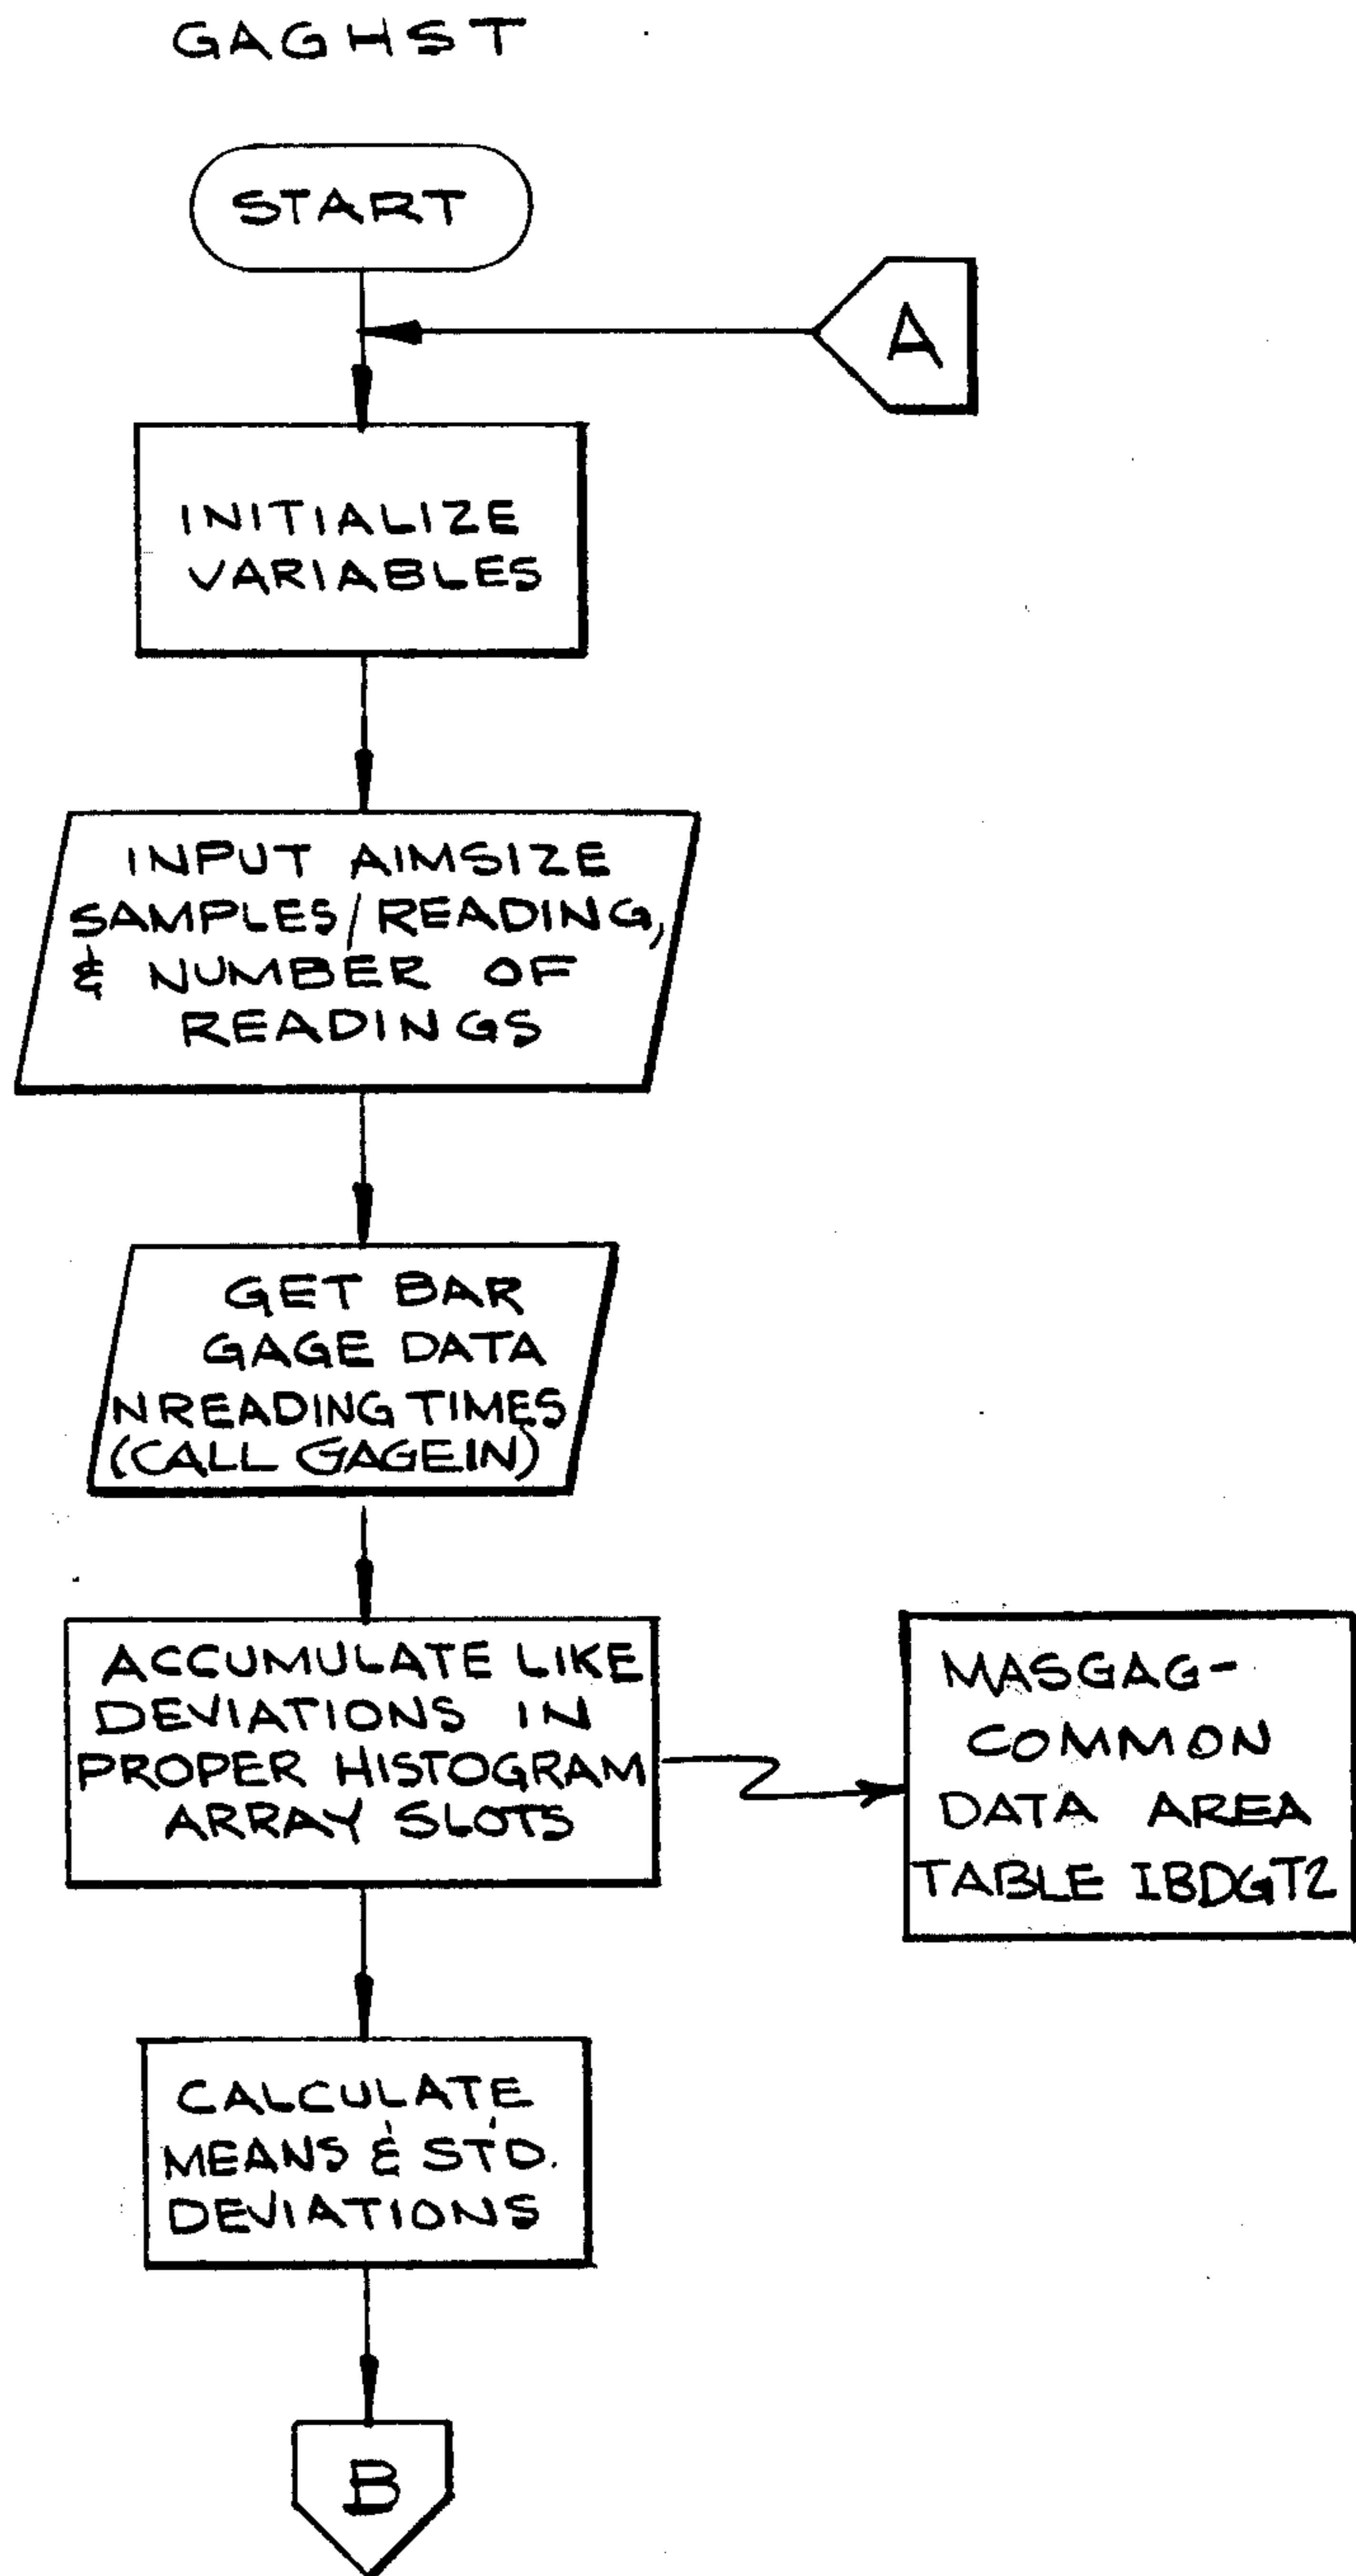 GAGHST
START
A
INITIALIZE
VARIABLES
INPUT AIMSIZE
SAMPLES/READING,
& NUMBER OF
READINGS
GET BAR
GAGE DATA
NREADING TIMES
(CALL GAGEIN)
ACCUMULATE LIKE
DEVIATIONS IN
PROPER HISTOGRAM
ARRAY SLOTS
MASGAG-
COMMON
DATA AREA
TABLE IBDGT2
CALCULATE
MEANS & ST'D.
DEVIATIONS
B